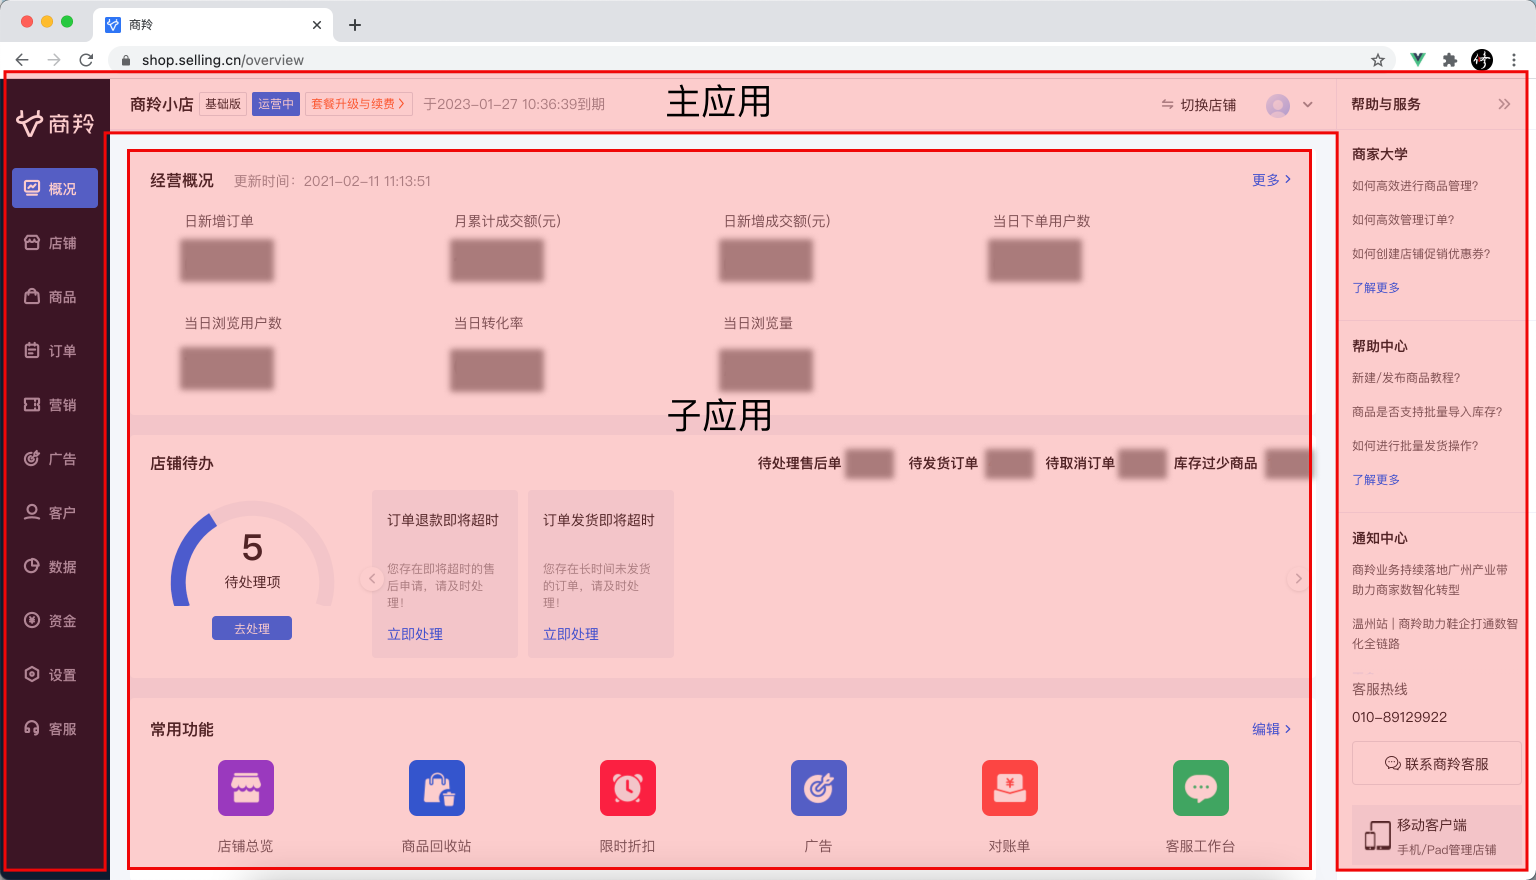 商羚
shop.selling.cn/overview
商羚
商羚小店 基础版 运营中 套餐升级与续费 于2023-01-27 10:36:39到期
主应用
切换店铺
概况
店铺
商品
订单
营销
广告
客户
数据
资金
设置
客服
经营概况 更新时间：2021-02-11 11:13:51
更多
日新增订单 月累计成交额(元) 日新增成交额(元) 当日下单用户数
当日浏览用户数 当日转化率 当日浏览量
子应用
店铺待办
待处理售后单 待发货订单 待取消订单 库存过少商品
5
待处理项
去处理
订单退款即将超时
您存在即将超时的售
后申请，请及时处
理！
立即处理
订单发货即将超时
您存在长时间未发货
的订单，请及时处
理！
立即处理
常用功能
编辑
店铺总览 商品回收站 限时折扣 广告 对账单 客服工作台
帮助与服务
商家大学
如何高效进行商品管理?
如何高效管理订单?
如何创建店铺促销优惠券?
了解更多
帮助中心
新建/发布商品教程?
商品是否支持批量导入库存?
如何进行批量发货操作?
了解更多
通知中心
商羚业务持续落地广州产业带
助力商家数智化转型
温州站 | 商羚助力鞋企打通数智
化全链路
客服热线
010-89129922
联系商羚客服
移动客户端
手机/Pad管理店铺